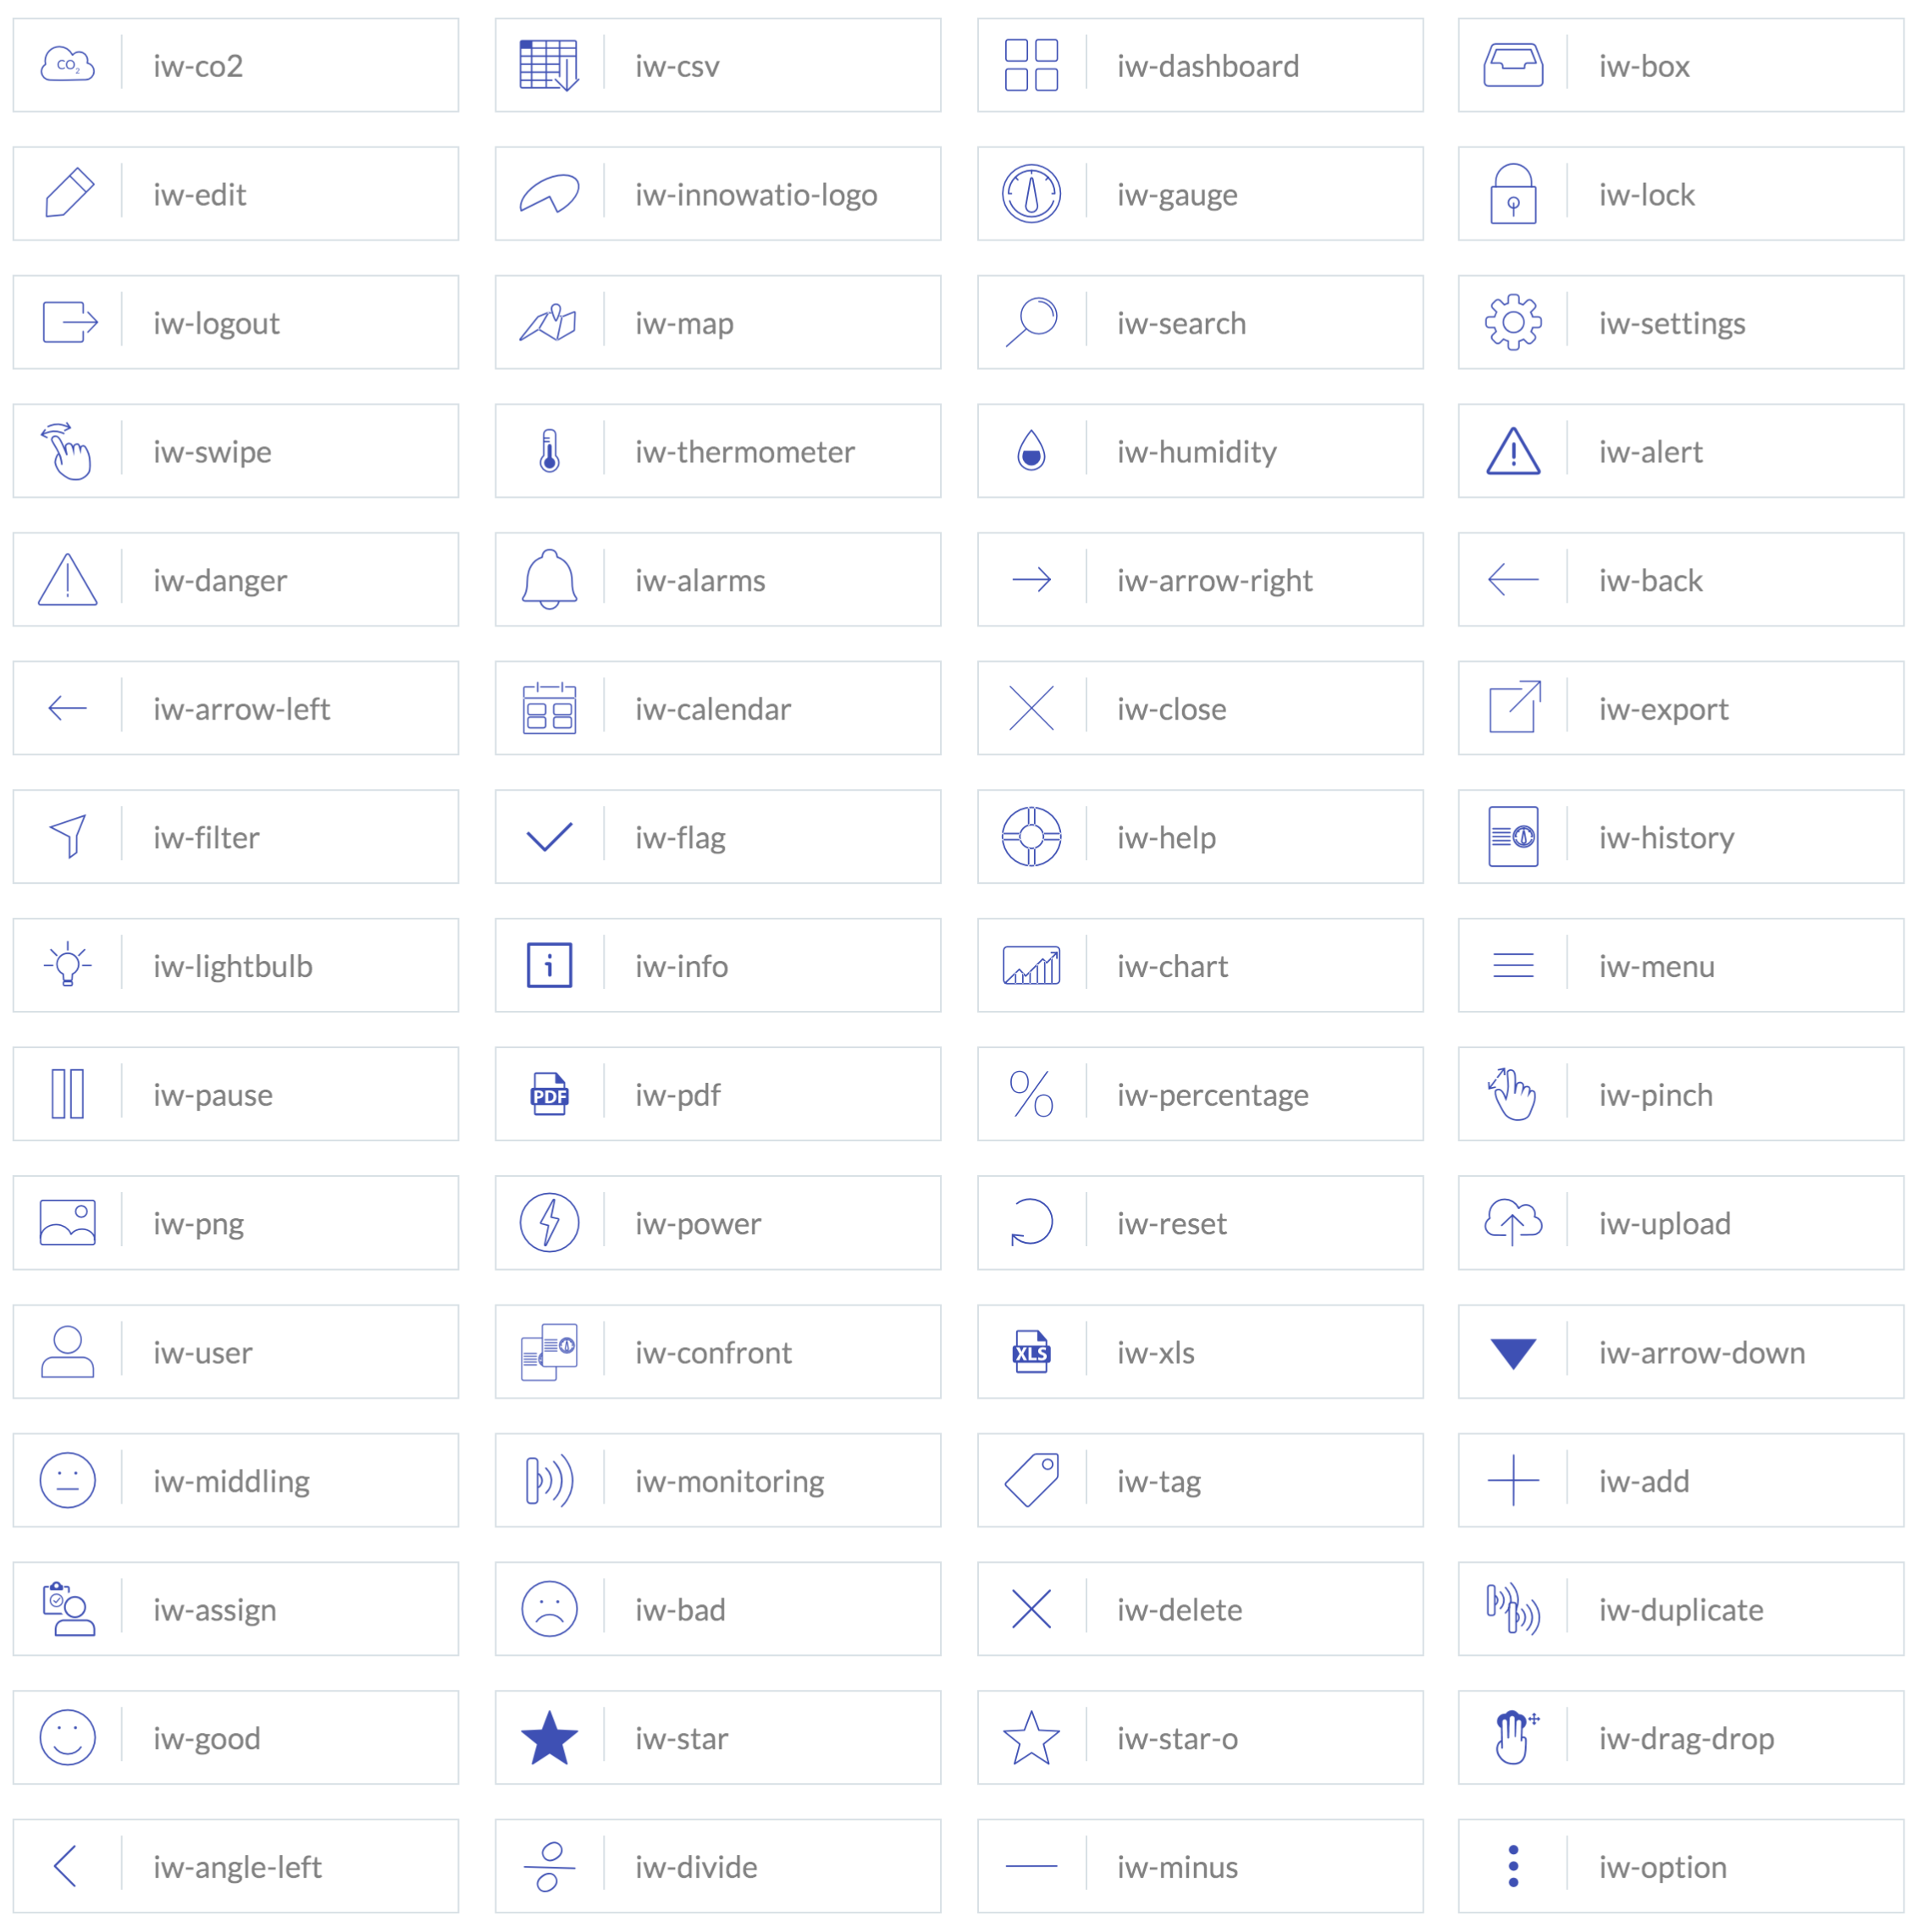 CO2 iw-co2 iw-csv iw-dashboard iw-box
iw-edit iw-innowatio-logo iw-gauge iw-lock
iw-logout iw-map iw-search iw-settings
iw-swipe iw-thermometer iw-humidity iw-alert
iw-danger iw-alarms iw-arrow-right iw-back
iw-arrow-left iw-calendar iw-close iw-export
iw-filter iw-flag iw-help iw-history
iw-lightbulb i iw-info iw-chart iw-menu
iw-pause PDF iw-pdf % iw-percentage iw-pinch
iw-png iw-power iw-reset iw-upload
iw-user iw-confront XLS iw-xls iw-arrow-down
iw-middling iw-monitoring iw-tag iw-add
iw-assign iw-bad iw-delete iw-duplicate
iw-good iw-star iw-star-o iw-drag-drop
iw-angle-left iw-divide iw-minus iw-option